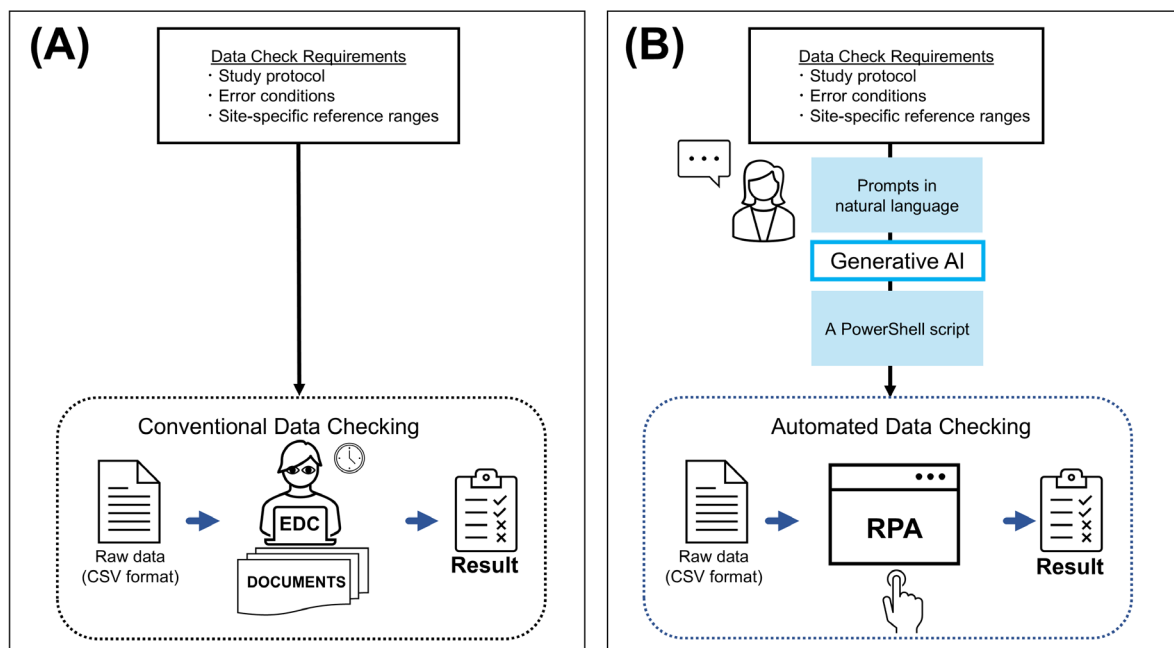 (A)
Data Check Requirements
・Study protocol
・Error conditions
・Site-specific reference ranges
Conventional Data Checking
EDC
DOCUMENTS
Raw data
(CSV format)
Result
(B)
Data Check Requirements
・Study protocol
・Error conditions
・Site-specific reference ranges
Prompts in
natural language
Generative AI
A PowerShell script
Automated Data Checking
RPA
Raw data
(CSV format)
Result